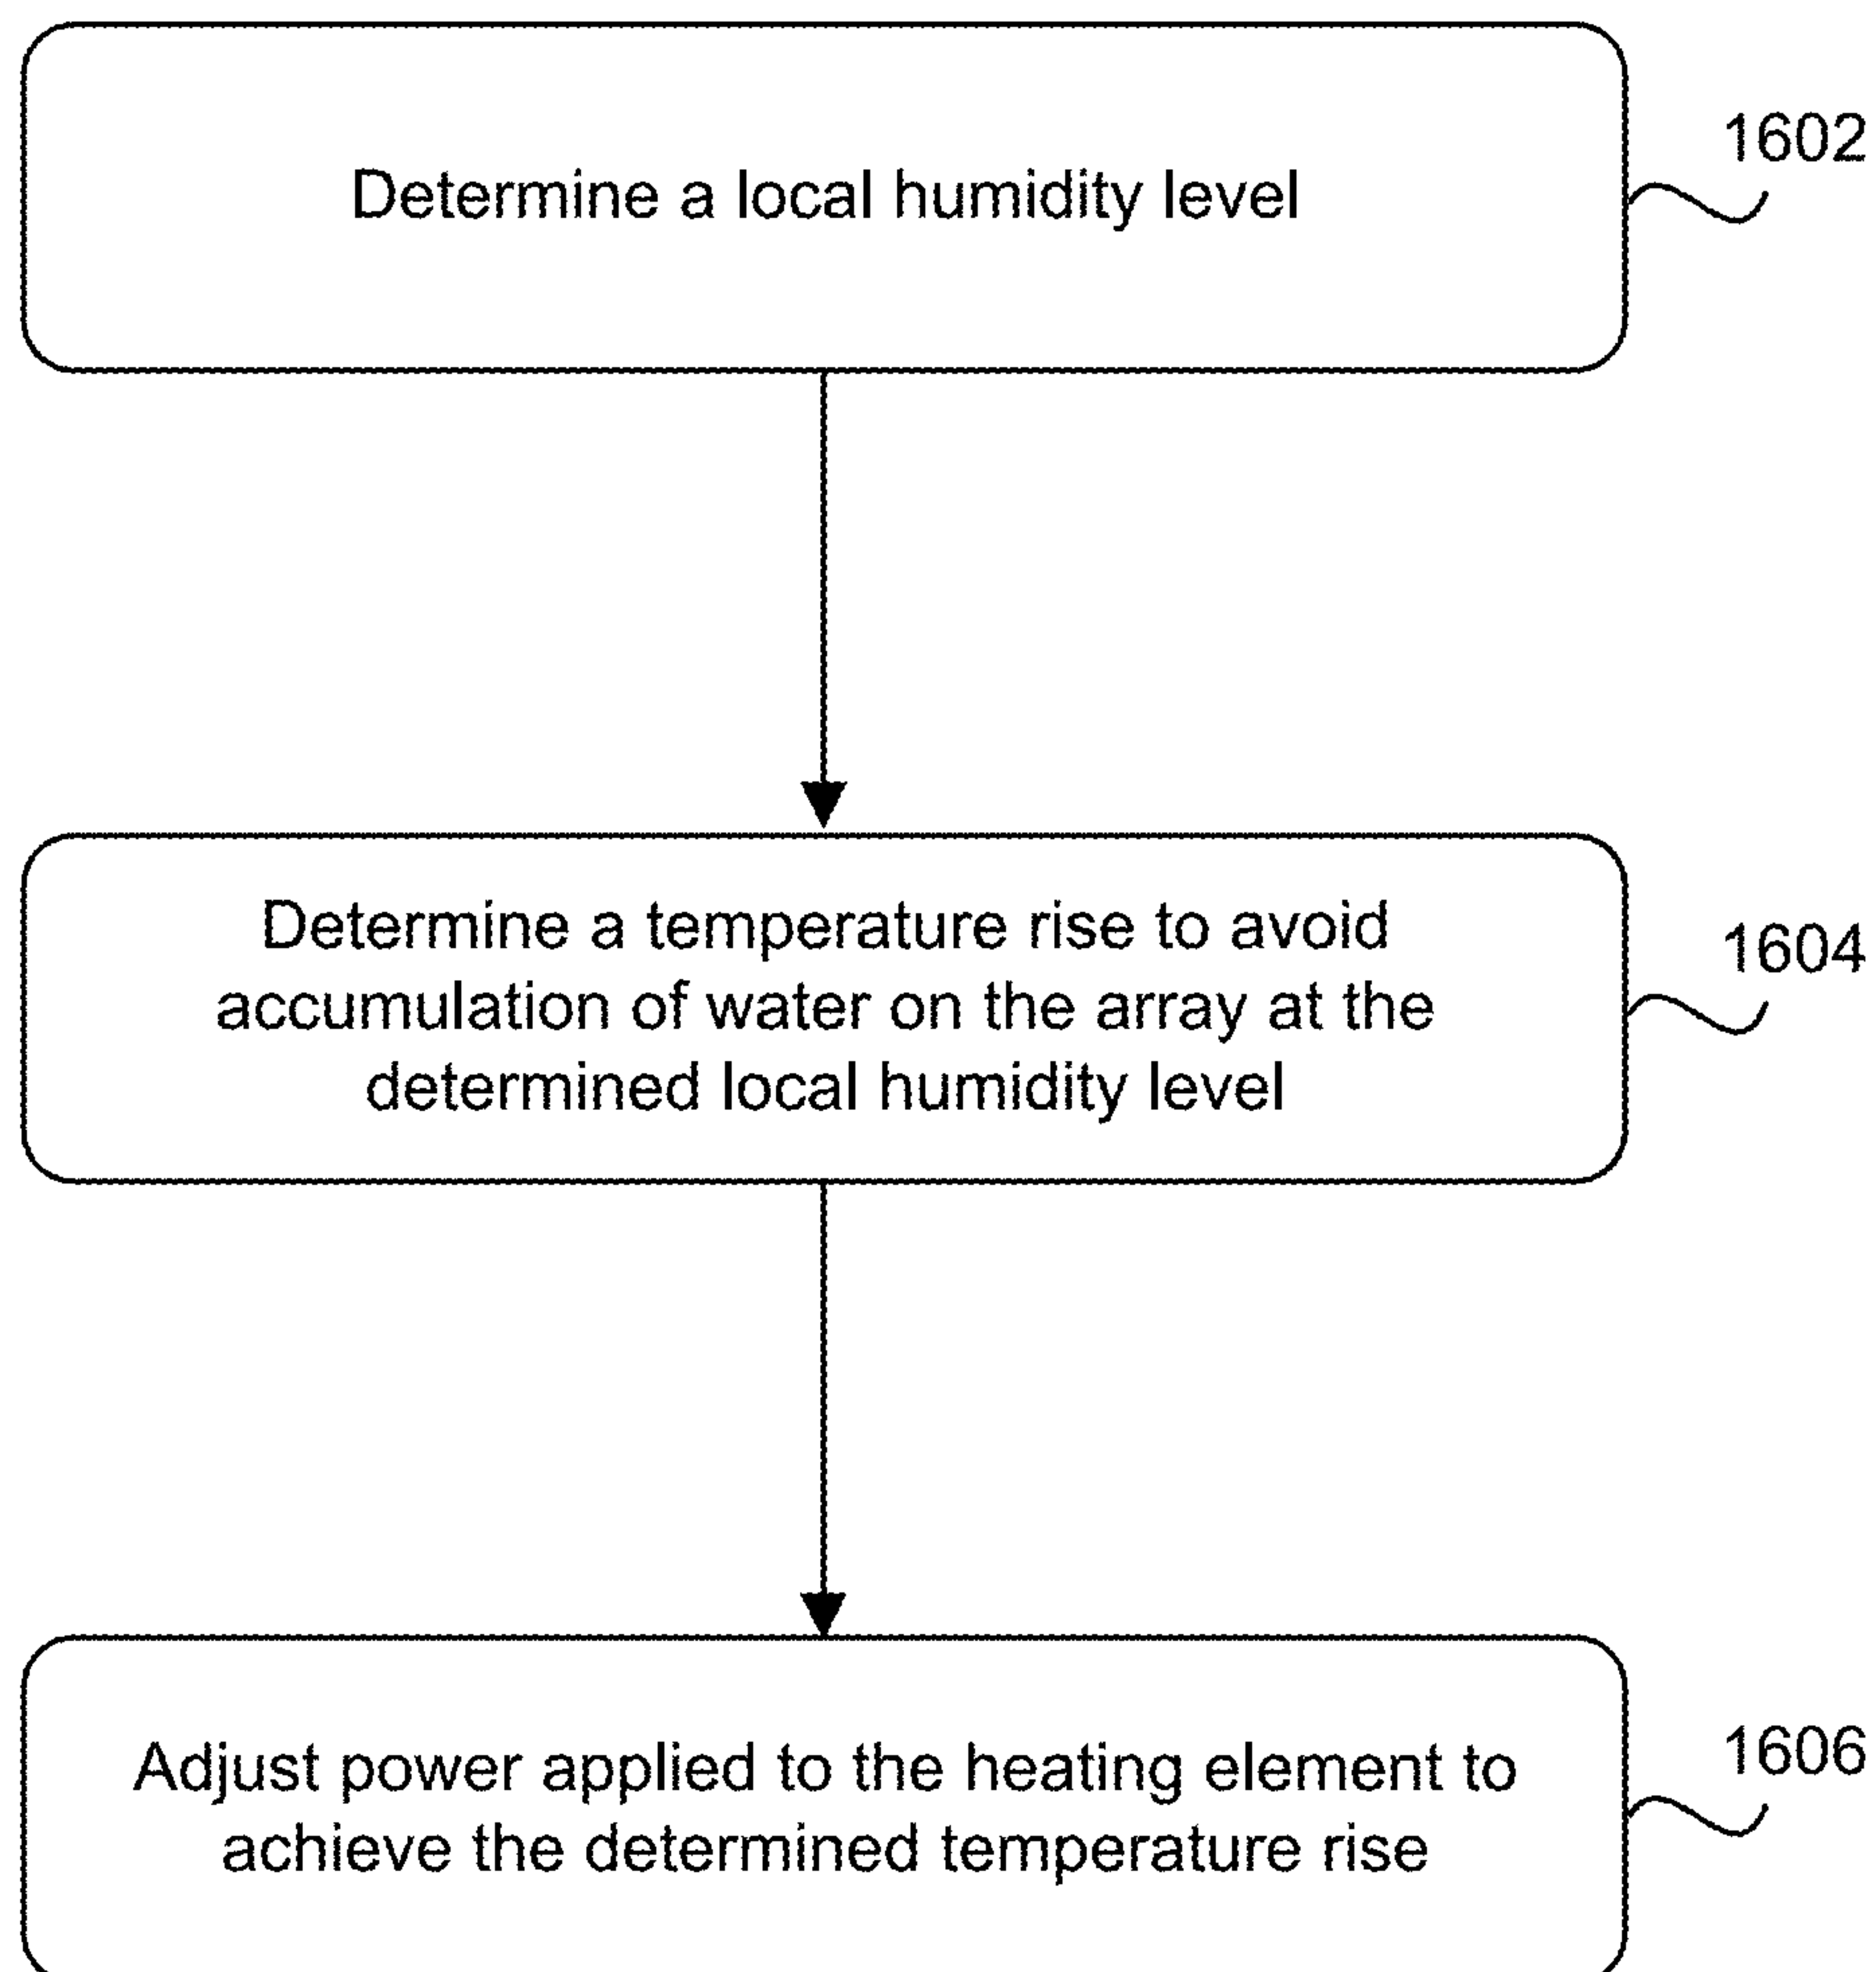 Determine a local humidity level
1602
Determine a temperature rise to avoid
accumulation of water on the array at the
determined local humidity level
1604
Adjust power applied to the heating element to
achieve the determined temperature rise
1606